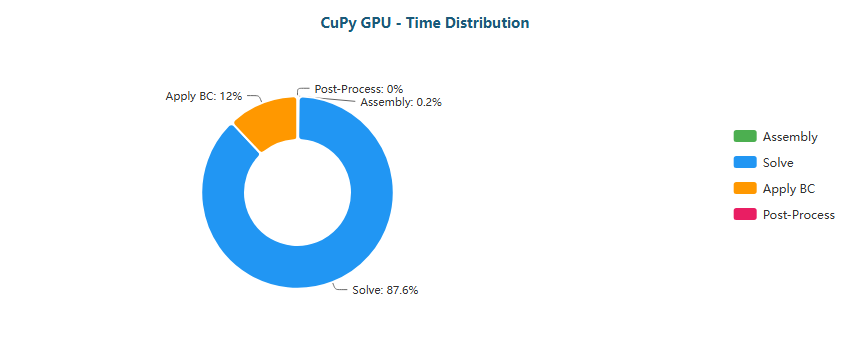 CuPy GPU - Time Distribution
Post-Process: 0%
Apply BC: 12%
Assembly: 0.2%
Solve: 87.6%
Assembly
Solve
Apply BC
Post-Process